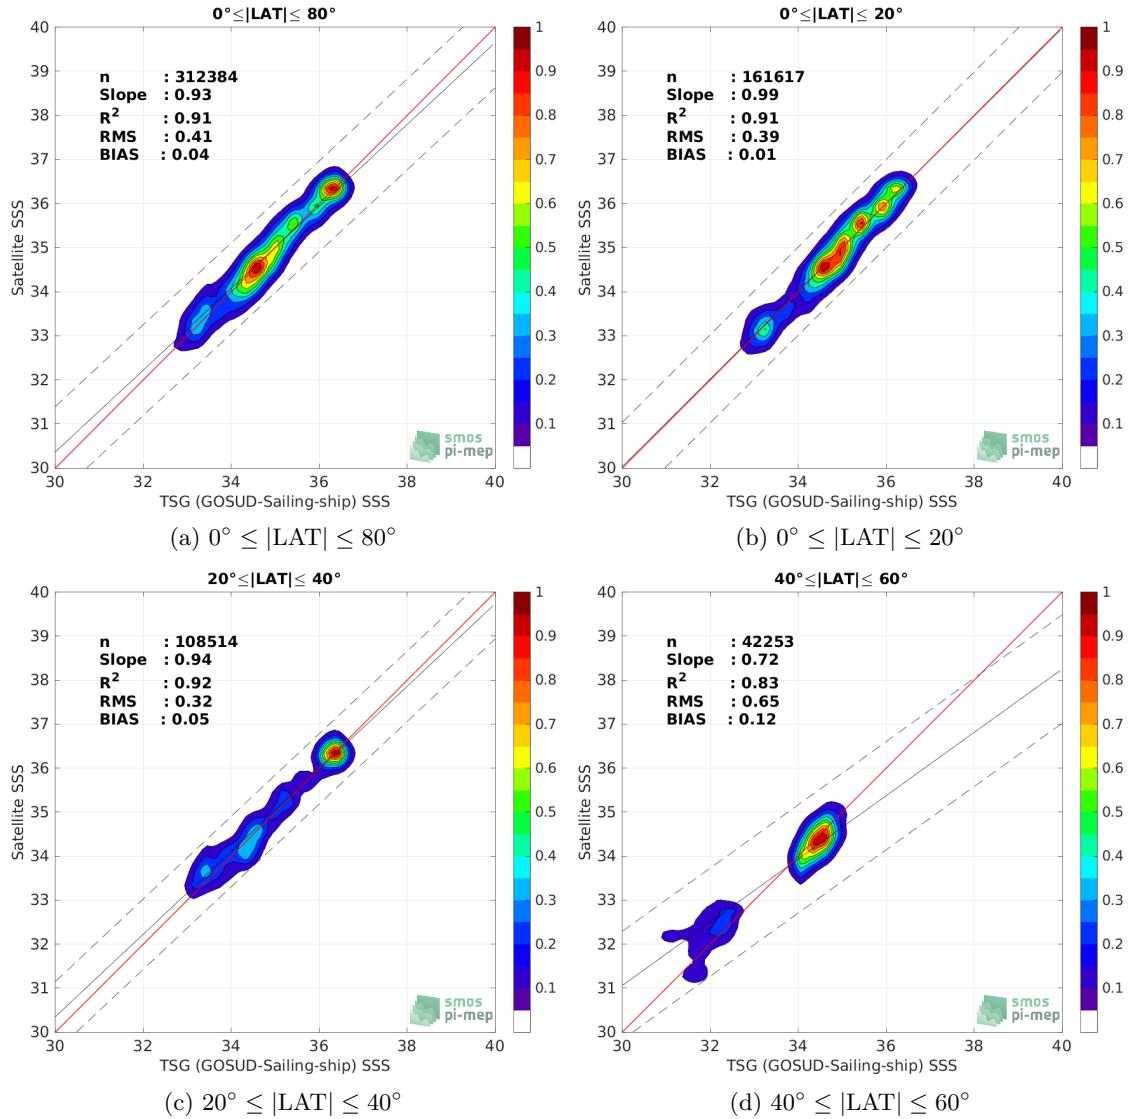 0°≤|LAT|≤ 80°
40
39
38
37
36
35
34
33
32
31
30
Satellite SSS
n : 312384
Slope : 0.93
R² : 0.91
RMS : 0.41
BIAS : 0.04
1
0.9
0.8
0.7
0.6
0.5
0.4
0.3
0.2
0.1
smos
pi-mep
30 32 34 36 38 40
TSG (GOSUD-Sailing-ship) SSS
(a) 0° ≤ |LAT| ≤ 80°
0°≤|LAT|≤ 20°
40
39
38
37
36
35
34
33
32
31
30
Satellite SSS
n : 161617
Slope : 0.99
R² : 0.91
RMS : 0.39
BIAS : 0.01
1
0.9
0.8
0.7
0.6
0.5
0.4
0.3
0.2
0.1
smos
pi-mep
30 32 34 36 38 40
TSG (GOSUD-Sailing-ship) SSS
(b) 0° ≤ |LAT| ≤ 20°
20°≤|LAT|≤ 40°
40
39
38
37
36
35
34
33
32
31
30
Satellite SSS
n : 108514
Slope : 0.94
R² : 0.92
RMS : 0.32
BIAS : 0.05
1
0.9
0.8
0.7
0.6
0.5
0.4
0.3
0.2
0.1
smos
pi-mep
30 32 34 36 38 40
TSG (GOSUD-Sailing-ship) SSS
(c) 20° ≤ |LAT| ≤ 40°
40°≤|LAT|≤ 60°
40
39
38
37
36
35
34
33
32
31
30
Satellite SSS
n : 42253
Slope : 0.72
R² : 0.83
RMS : 0.65
BIAS : 0.12
1
0.9
0.8
0.7
0.6
0.5
0.4
0.3
0.2
0.1
smos
pi-mep
30 32 34 36 38 40
TSG (GOSUD-Sailing-ship) SSS
(d) 40° ≤ |LAT| ≤ 60°